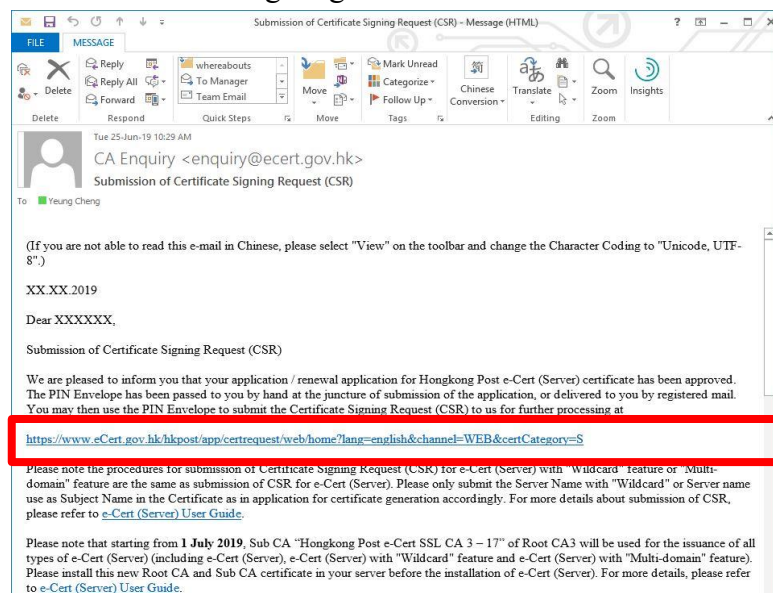 Submission of Certificate Signing Request (CSR) - Message (HTML)
FILE MESSAGE
Delete
Reply
Reply All
Forward
whereabouts
To Manager
Team Email
Move
Mark Unread
Categorize
Follow Up
Chinese Conversion
Translate
Zoom
Insights
Delete Respond Quick Steps Move Tags Editing Zoom
Tue 25-Jun-19 10:29 AM
CA Enquiry <enquiry@ecert.gov.hk>
Submission of Certificate Signing Request (CSR)
To Yeung Cheng
(If you are not able to read this e-mail in Chinese, please select "View" on the toolbar and change the Character Coding to "Unicode, UTF-
8".)
XX.XX.2019
Dear XXXXXX,
Submission of Certificate Signing Request (CSR)
We are pleased to inform you that your application / renewal application for Hongkong Post e-Cert (Server) certificate has been approved.
The PIN Envelope has been passed to you by hand at the juncture of submission of the application, or delivered to you by registered mail.
You may then use the PIN Envelope to submit the Certificate Signing Request (CSR) to us for further processing at
https://www.eCert.gov.hk/hkpost/app/certrequest/web/home?lang=english&channel=WEB&certCategory=S
Please note the procedures for submission of Certificate Signing Request (CSR) for e-Cert (Server) with "Wildcard" feature or "Multi-
domain" feature are the same as submission of CSR for e-Cert (Server). Please only submit the Server Name with "Wildcard" or Server name
use as Subject Name in the Certificate as in application for certificate generation accordingly. For more details about submission of CSR,
please refer to e-Cert (Server) User Guide.
Please note that starting from 1 July 2019, Sub CA "Hongkong Post e-Cert SSL CA 3 – 17" of Root CA3 will be used for the issuance of all
types of e-Cert (Server) (including e-Cert (Server), e-Cert (Server) with "Wildcard" feature and e-Cert (Server) with "Multi-domain" feature).
Please install this new Root CA and Sub CA certificate in your server before the installation of e-Cert (Server). For more details, please refer
to e-Cert (Server) User Guide.